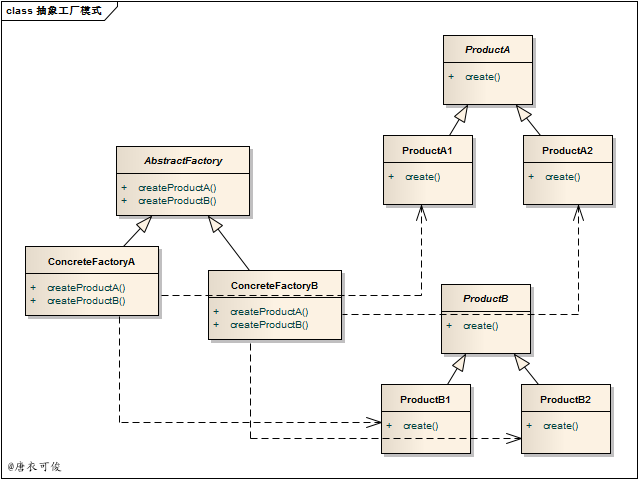 class 抽象工厂模式
ProductA
+ create()
ProductA1
+ create()
ProductA2
+ create()
AbstractFactory
+ createProductA()
+ createProductB()
ConcreteFactoryA
+ createProductA()
+ createProductB()
ConcreteFactoryB
+ createProductA()
+ createProductB()
ProductB
+ create()
ProductB1
+ create()
ProductB2
+ create()
@唐衣可俊